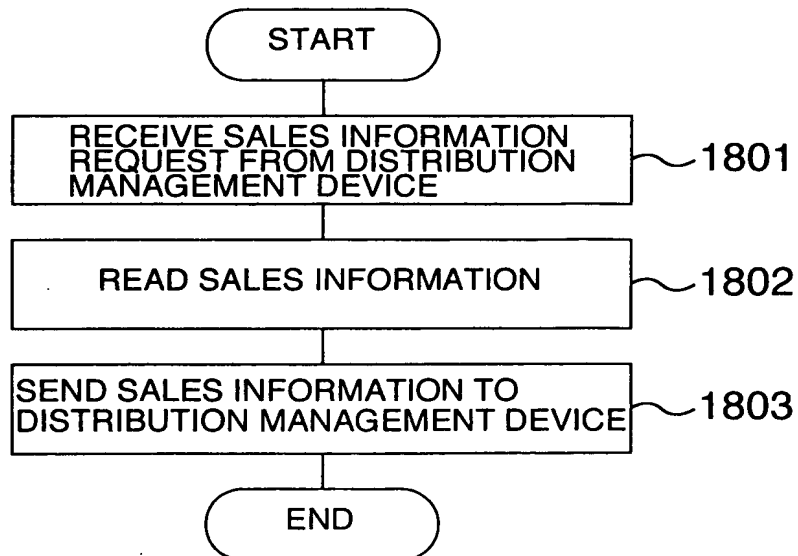 START
RECEIVE SALES INFORMATION
REQUEST FROM DISTRIBUTION
MANAGEMENT DEVICE
1801
READ SALES INFORMATION
1802
SEND SALES INFORMATION TO
DISTRIBUTION MANAGEMENT DEVICE
1803
END